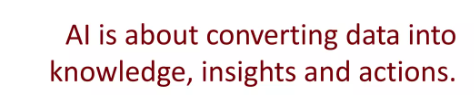 AI is about converting data into
knowledge, insights and actions.